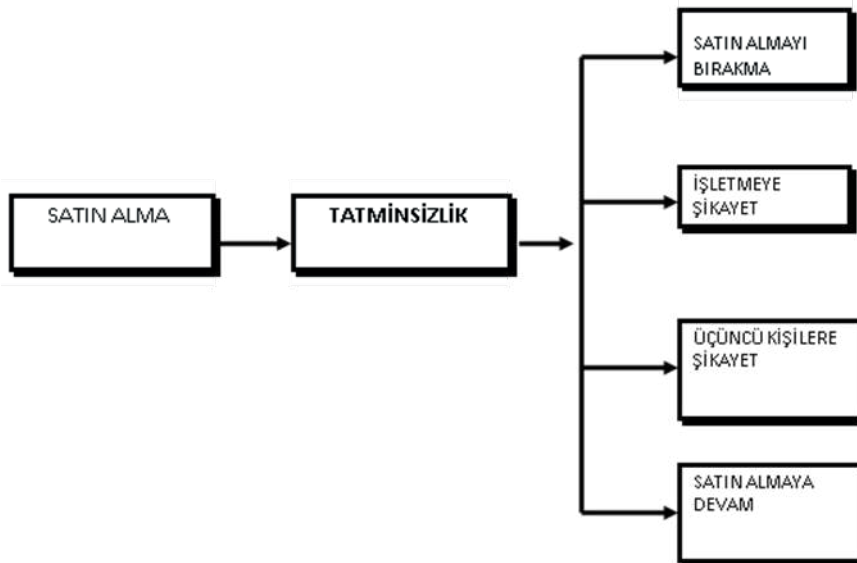 SATIN ALMAYI
BIRAKMA
İŞLETMEYE
ŞİKAYET
SATIN ALMA
TATMİNSİZLİK
ÜÇÜNCÜ KİŞİLERE
ŞİKAYET
SATIN ALMAYA
DEVAM